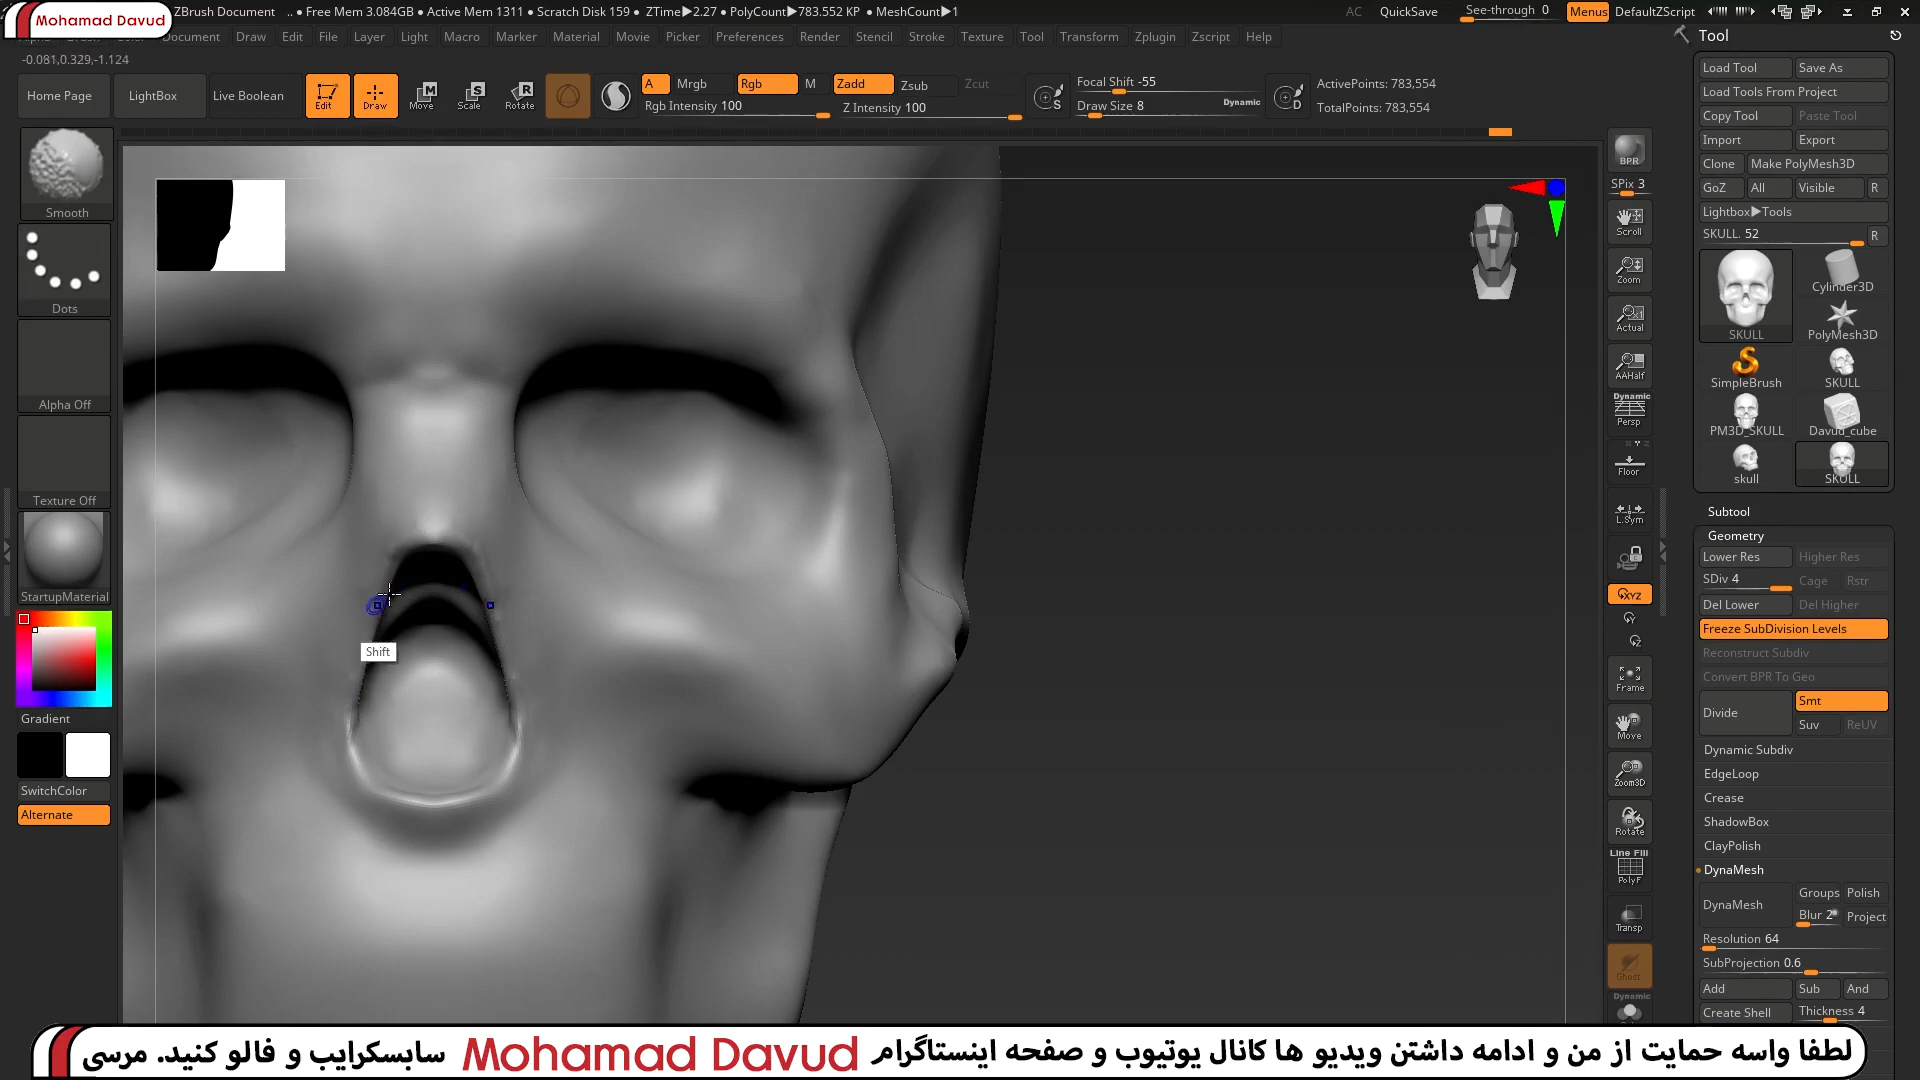 Mohamad Davud
ZBrush Document .. • Free Mem 3.084GB • Active Mem 1311 • Scratch Disk 159 • ZTime▶2.27 • PolyCount▶783.552 KP • MeshCount▶1
AC QuickSave See-through 0 Menus DefaultZScript
Document Draw Edit File Layer Light Macro Marker Material Movie Picker Preferences Render Stencil Stroke Texture Tool Transform Zplugin Zscript Help
-0.081,0.329,-1.124
Home Page LightBox Live Boolean Edit Draw Move Scale Rotate
A Mrgb Rgb M Zadd Zsub Zcut
Rgb Intensity 100 Z Intensity 100
Focal Shift -55
Draw Size 8 Dynamic
ActivePoints: 783,554
TotalPoints: 783,554
Smooth
Dots
Alpha Off
Texture Off
StartupMaterial
Gradient
SwitchColor
Alternate
Shift
BPR
SPix 3
Scroll
Zoom
Actual
AAHalf
Dynamic
Persp
Floor
L.Sym
XYZ
Frame
Move
Zoom3D
Rotate
Line Fill
PolyF
Transp
Ghost
Dynamic
Tool
Load Tool Save As
Load Tools From Project
Copy Tool Paste Tool
Import Export
Clone Make PolyMesh3D
GoZ All Visible R
Lightbox▶Tools
SKULL. 52 R
SKULL
Cylinder3D
PolyMesh3D
SimpleBrush SKULL
PM3D_SKULL Davud_cube
skull SKULL
Subtool
Geometry
Lower Res Higher Res
SDiv 4 Cage Rstr
Del Lower Del Higher
Freeze SubDivision Levels
Reconstruct Subdiv
Convert BPR To Geo
Divide Smt
Suv ReUV
Dynamic Subdiv
EdgeLoop
Crease
ShadowBox
ClayPolish
DynaMesh
DynaMesh Groups Polish
Blur 2 Project
Resolution 64
SubProjection 0.6
Add Sub And
Create Shell Thickness 4
لطفا واسه حمایت از من و ادامه داشتن ویدیو ها کانال یوتیوب و صفحه اینستاگرام Mohamad Davud سابسکرایب و فالو کنید. مرسی